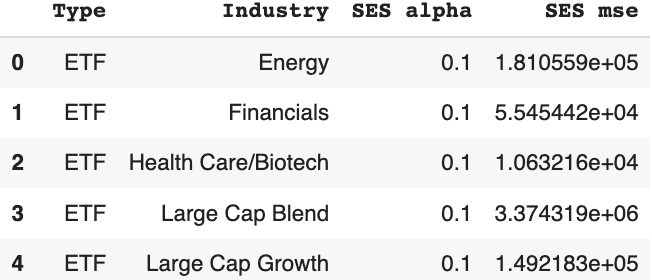 Type Industry SES alpha SES mse
0 ETF Energy 0.1 1.810559e+05
1 ETF Financials 0.1 5.545442e+04
2 ETF Health Care/Biotech 0.1 1.063216e+04
3 ETF Large Cap Blend 0.1 3.374319e+06
4 ETF Large Cap Growth 0.1 1.492183e+05